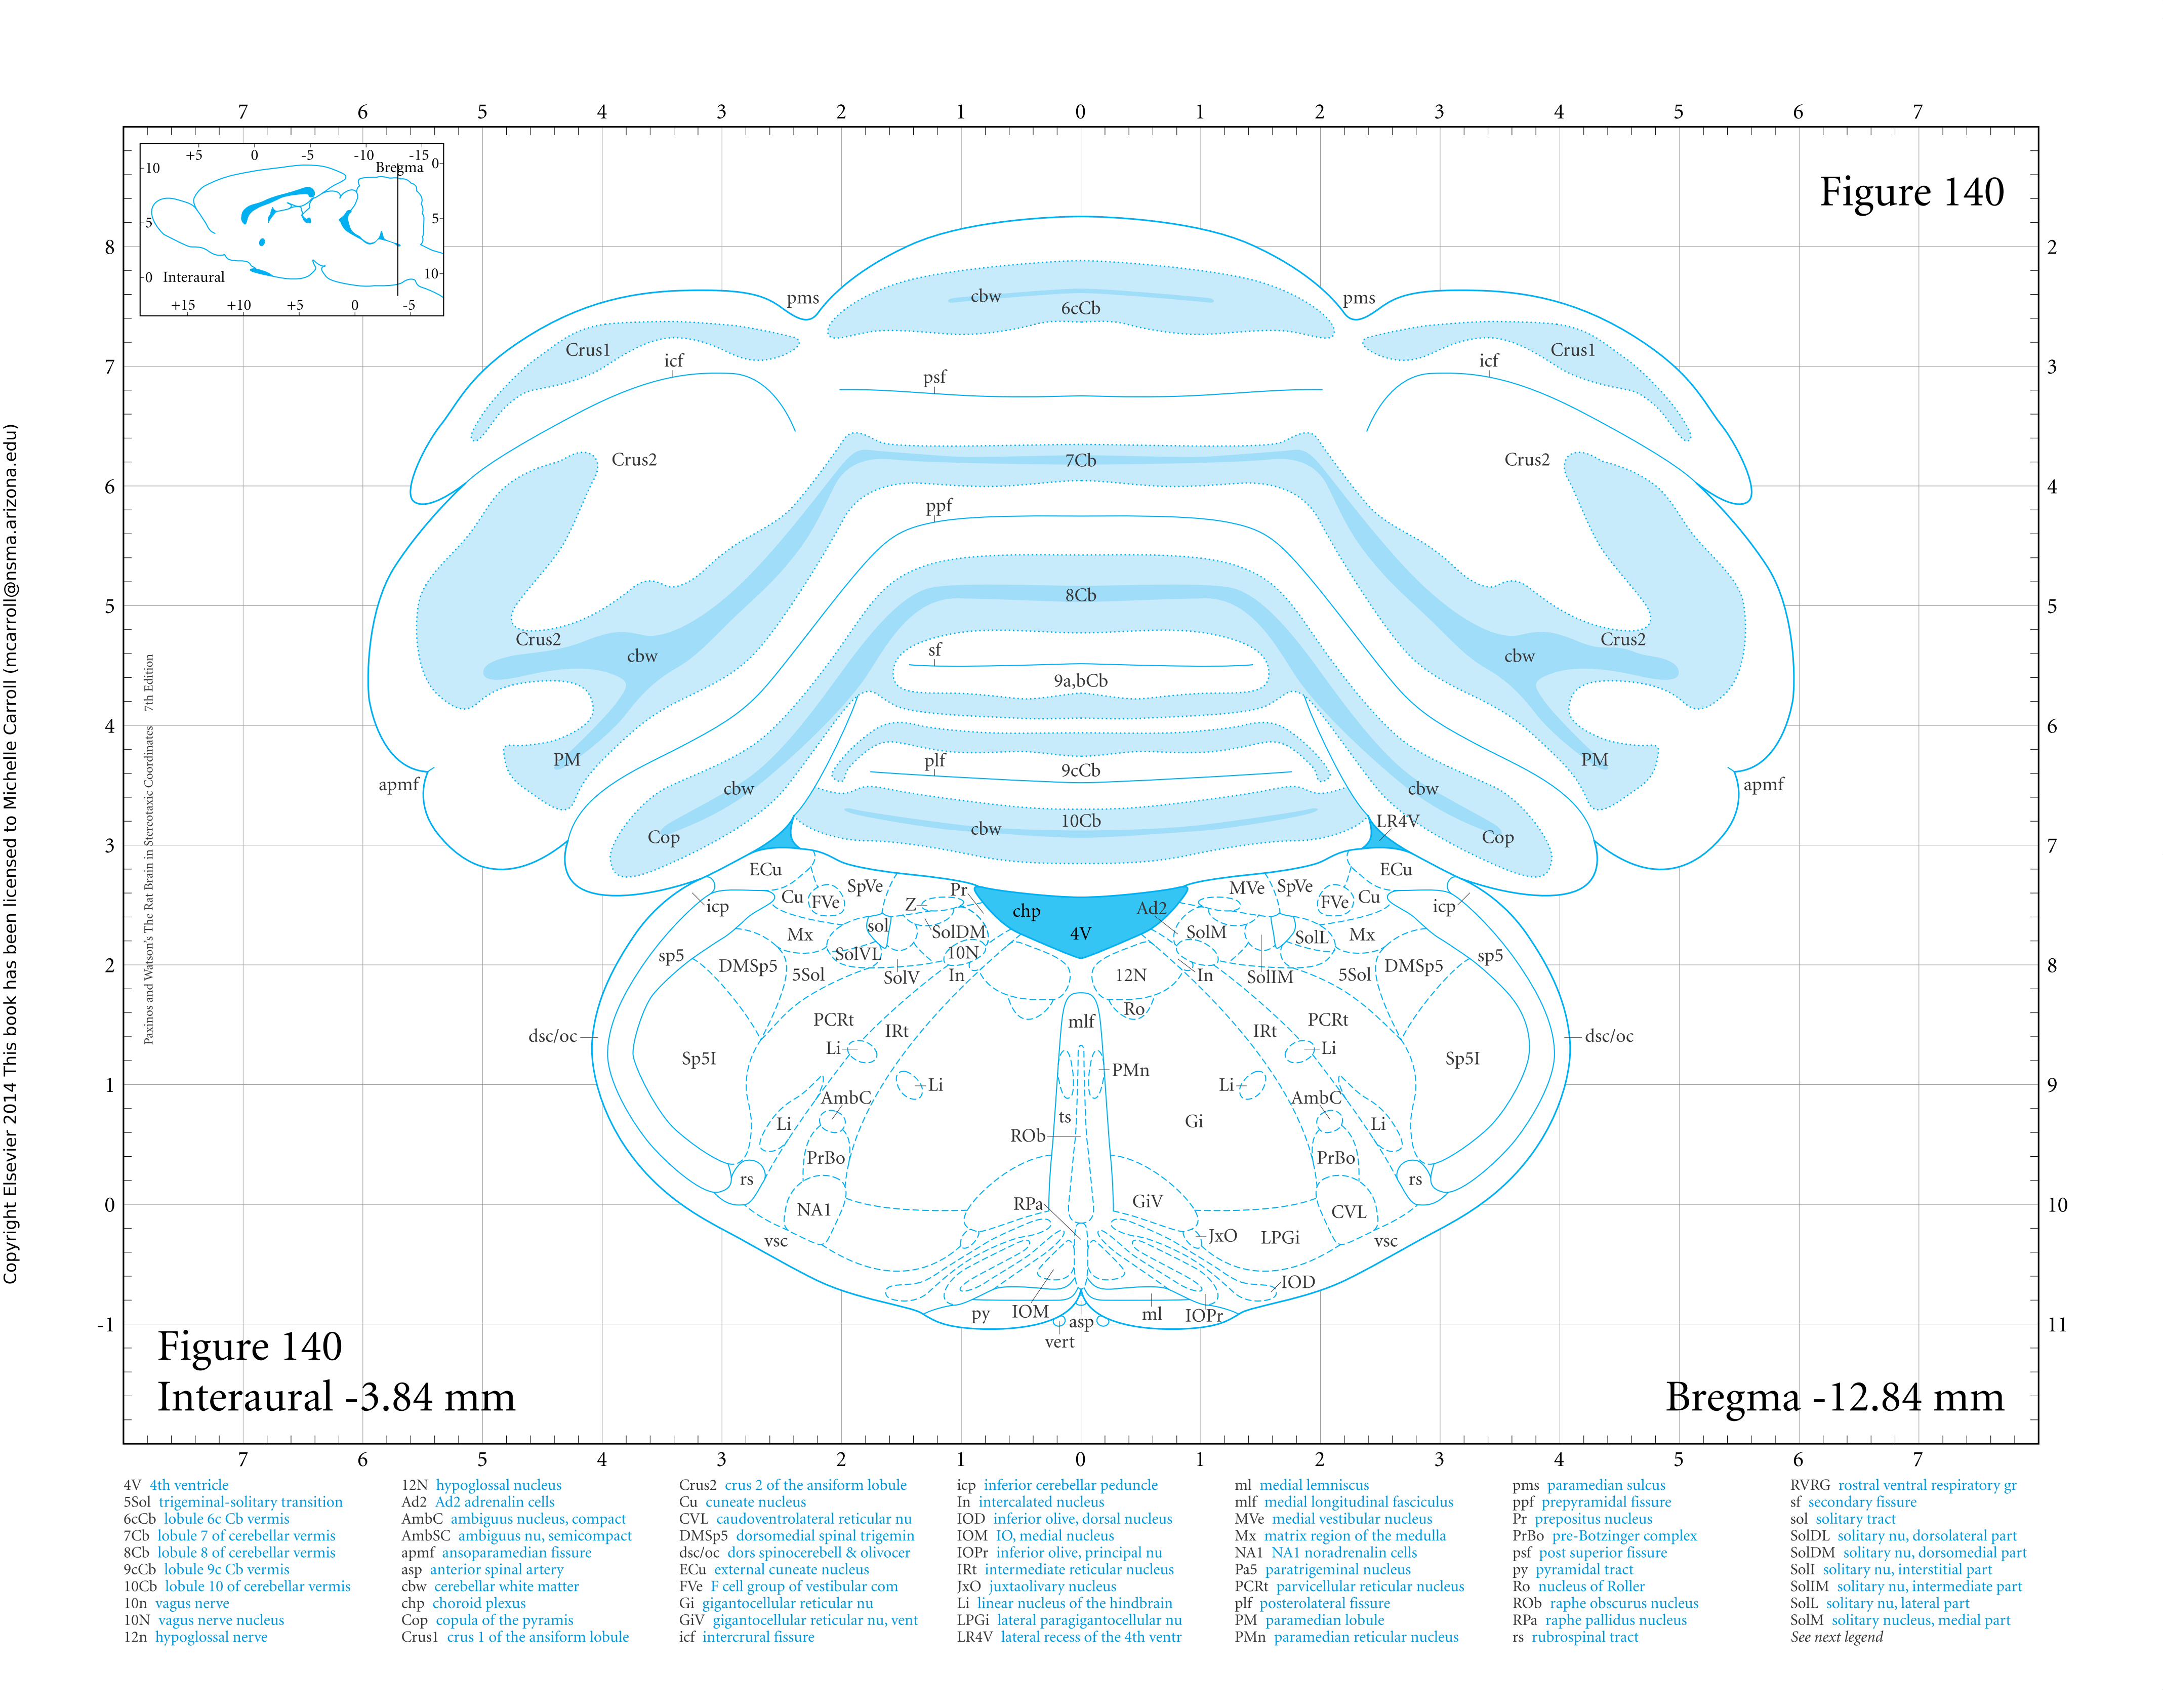 7 6 5 4 3 2 1 0 1 2 3 4 5 6 7
+5 0 -5 -10 -15
Bregma 0
10
5 5
0 Interaural 10
+15 +10 +5 0 -5
Figure 140
8 2
7 3
6 4
5 5
4 6
3 7
2 8
1 9
0 10
-1 11
pms cbw pms
6cCb
Crus1 Crus1
icf psf icf
Crus2 7Cb Crus2
ppf
8Cb
Crus2 Crus2
cbw sf cbw
9a,bCb
PM plf 9cCb PM
apmf apmf
cbw cbw
Cop cbw 10Cb LR4V Cop
ECu SpVe Pr MVe SpVe ECu
icp Cu FVe Z chp Ad2 FVe Cu icp
Mx sol SolDM 4V SolM SolL Mx
sp5 SolVL 10N sp5
DMSp5 5Sol SolV In 12N In SolIM 5Sol DMSp5
Ro
dsc/oc PCRt IRt mlf IRt PCRt dsc/oc
Sp5I Li Li Sp5I
PMn
Li Li
AmbC AmbC
Li ts Gi Li
ROb
PrBo PrBo
rs rs
NA1 RPa GiV CVL
vsc JxO LPGi vsc
IOD
py IOM ml IOPr
asp
vert
Paxinos and Watson's The Rat Brain in Stereotaxic Coordinates 7th Edition
Copyright Elsevier 2014 This book has been licensed to Michelle Carroll (mcarroll@nsma.arizona.edu)
Figure 140
Interaural -3.84 mm
Bregma -12.84 mm
7 6 5 4 3 2 1 0 1 2 3 4 5 6 7
4V 4th ventricle
5Sol trigeminal-solitary transition
6cCb lobule 6c Cb vermis
7Cb lobule 7 of cerebellar vermis
8Cb lobule 8 of cerebellar vermis
9cCb lobule 9c Cb vermis
10Cb lobule 10 of cerebellar vermis
10n vagus nerve
10N vagus nerve nucleus
12n hypoglossal nerve
12N hypoglossal nucleus
Ad2 Ad2 adrenalin cells
AmbC ambiguus nucleus, compact
AmbSC ambiguus nu, semicompact
apmf ansoparamedian fissure
asp anterior spinal artery
cbw cerebellar white matter
chp choroid plexus
Cop copula of the pyramis
Crus1 crus 1 of the ansiform lobule
Crus2 crus 2 of the ansiform lobule
Cu cuneate nucleus
CVL caudoventrolateral reticular nu
DMSp5 dorsomedial spinal trigemin
dsc/oc dors spinocerebell & olivocer
ECu external cuneate nucleus
FVe F cell group of vestibular com
Gi gigantocellular reticular nu
GiV gigantocellular reticular nu, vent
icf intercrural fissure
icp inferior cerebellar peduncle
In intercalated nucleus
IOD inferior olive, dorsal nucleus
IOM IO, medial nucleus
IOPr inferior olive, principal nu
IRt intermediate reticular nucleus
JxO juxtaolivary nucleus
Li linear nucleus of the hindbrain
LPGi lateral paragigantocellular nu
LR4V lateral recess of the 4th ventr
ml medial lemniscus
mlf medial longitudinal fasciculus
MVe medial vestibular nucleus
Mx matrix region of the medulla
NA1 NA1 noradrenalin cells
Pa5 paratrigeminal nucleus
PCRt parvicellular reticular nucleus
plf posterolateral fissure
PM paramedian lobule
PMn paramedian reticular nucleus
pms paramedian sulcus
ppf prepyramidal fissure
Pr prepositus nucleus
PrBo pre-Botzinger complex
psf post superior fissure
py pyramidal tract
Ro nucleus of Roller
ROb raphe obscurus nucleus
RPa raphe pallidus nucleus
rs rubrospinal tract
RVRG rostral ventral respiratory gr
sf secondary fissure
sol solitary tract
SolDL solitary nu, dorsolateral part
SolDM solitary nu, dorsomedial part
SolI solitary nu, interstitial part
SolIM solitary nu, intermediate part
SolL solitary nu, lateral part
SolM solitary nucleus, medial part
See next legend